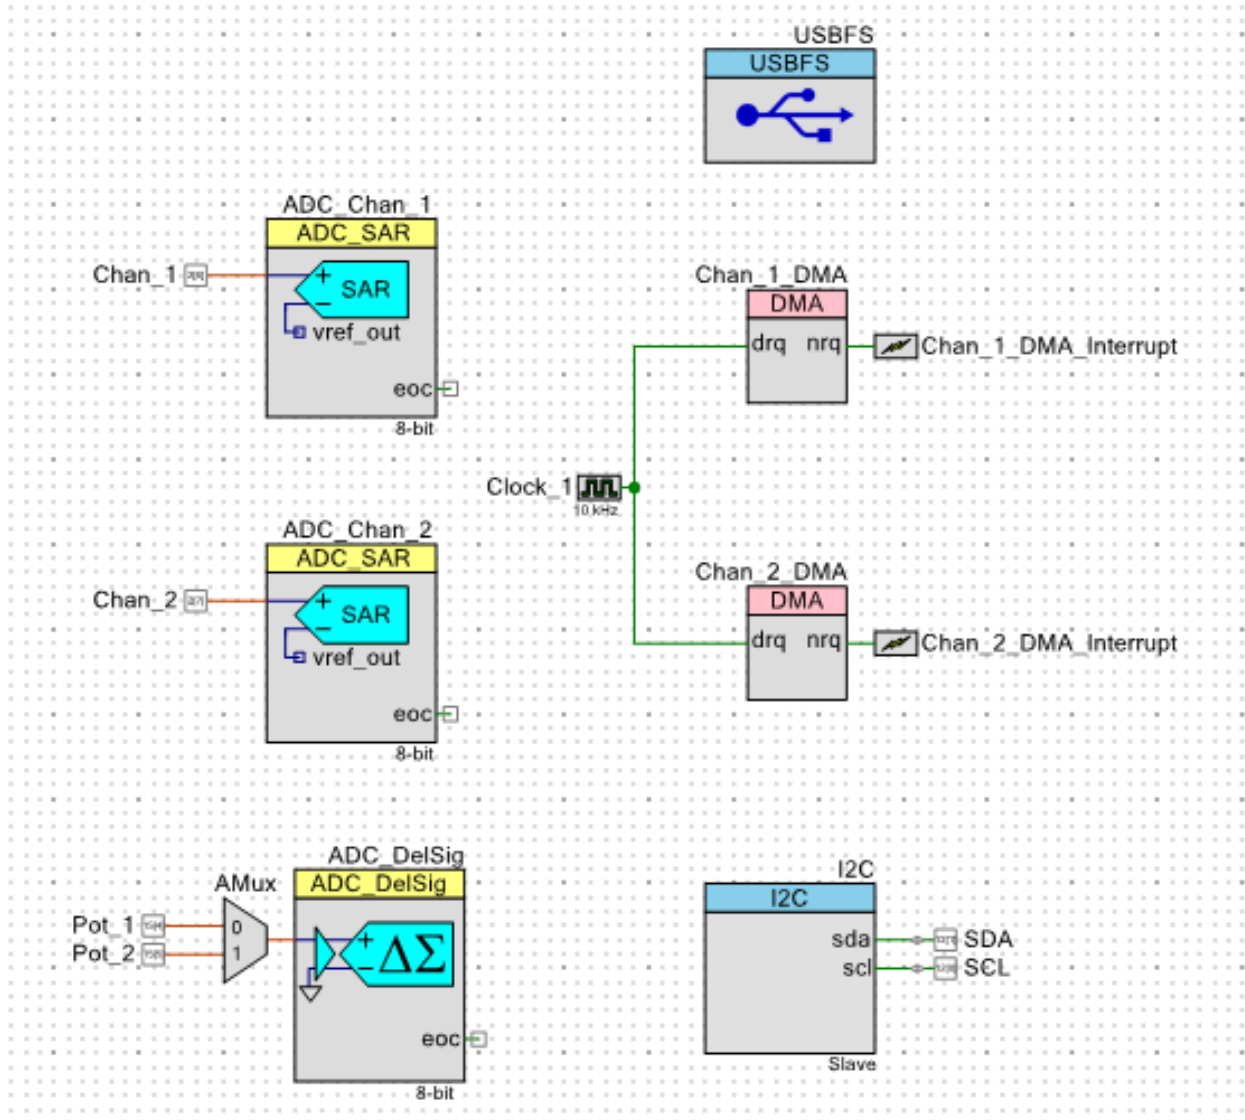 USBFS
USBFS
ADC_Chan_1
ADC_SAR
Chan_1
+
SAR
vref_out
eoc
8-bit
Chan_1_DMA
DMA
drq nrq
Chan_1_DMA_Interrupt
Clock_1
10 kHz
ADC_Chan_2
ADC_SAR
Chan_2
+
SAR
vref_out
eoc
8-bit
Chan_2_DMA
DMA
drq nrq
Chan_2_DMA_Interrupt
ADC_DelSig
ADC_DelSig
AMux
Pot_1
Pot_2
0
1
+
ΔΣ
eoc
8-bit
I2C
I2C
sda
SDA
scl
SCL
Slave